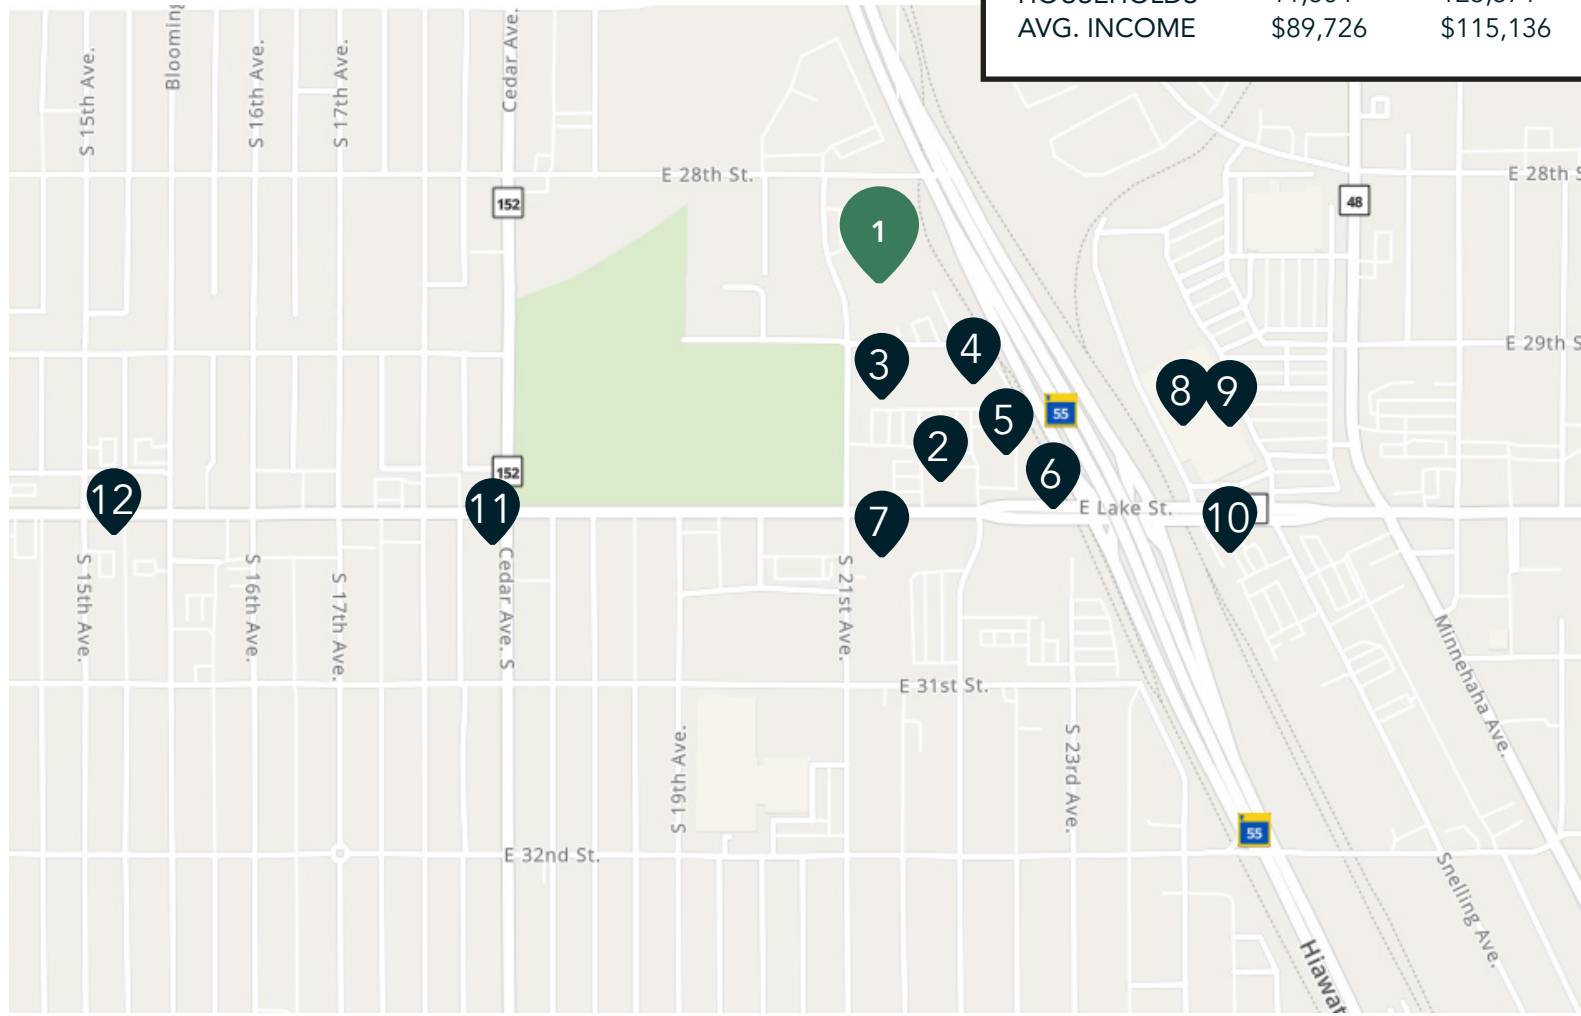 AVG. INCOME $89,726 $115,136
S 15th Ave.
S 16th Ave.
S 17th Ave.
Cedar Ave.
E 28th St.
E 28th S
152
48
1
E 29th S
3
4
55
8
9
5
2
152
6
12
11
7
E Lake St.
10
S 15th Ave.
S 16th Ave.
S 17th Ave.
Cedar Ave. S
S 21st Ave.
E 31st St.
Minnehaha Ave.
S 19th Ave.
S 23rd Ave.
55
E 32nd St.
Snelling Ave.